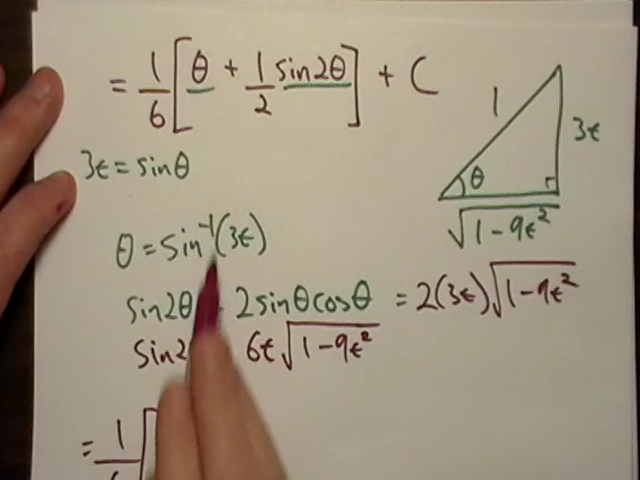 = 1/6 [θ + 1/2 sin2θ] + C
1
3t
θ
√(1-9t²)
3t = sinθ
θ = sin⁻¹(3t)
sin2θ = 2sinθcosθ = 2(3t)√(1-9t²)
sin2 6t√(1-9t²)
= 1/6 [